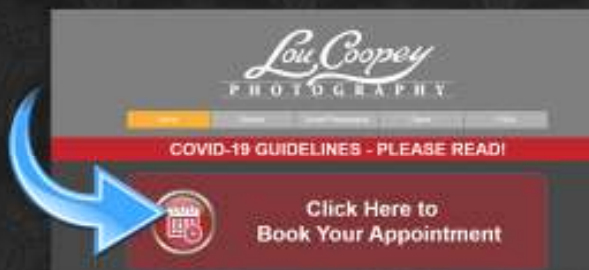 Lou Coopey
PHOTOGRAPHY
COVID-19 GUIDELINES - PLEASE READ!
Click Here to
Book Your Appointment